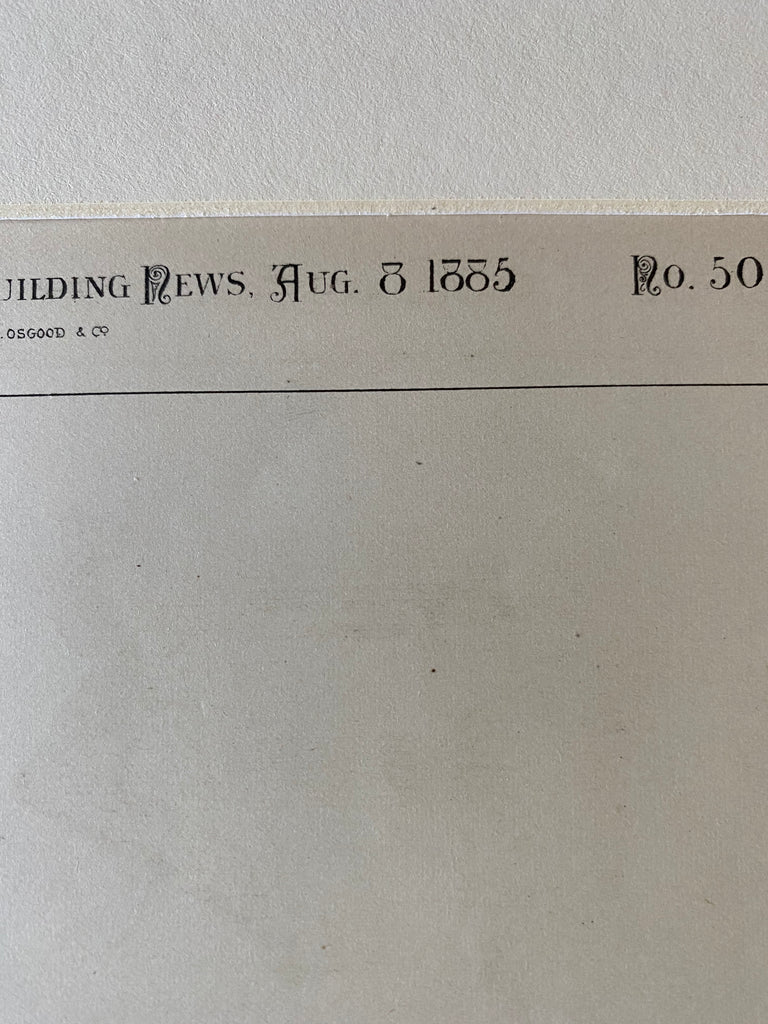 UILDING NEWS, AUG. 8 1885 NO. 50
.OSGOOD & CO